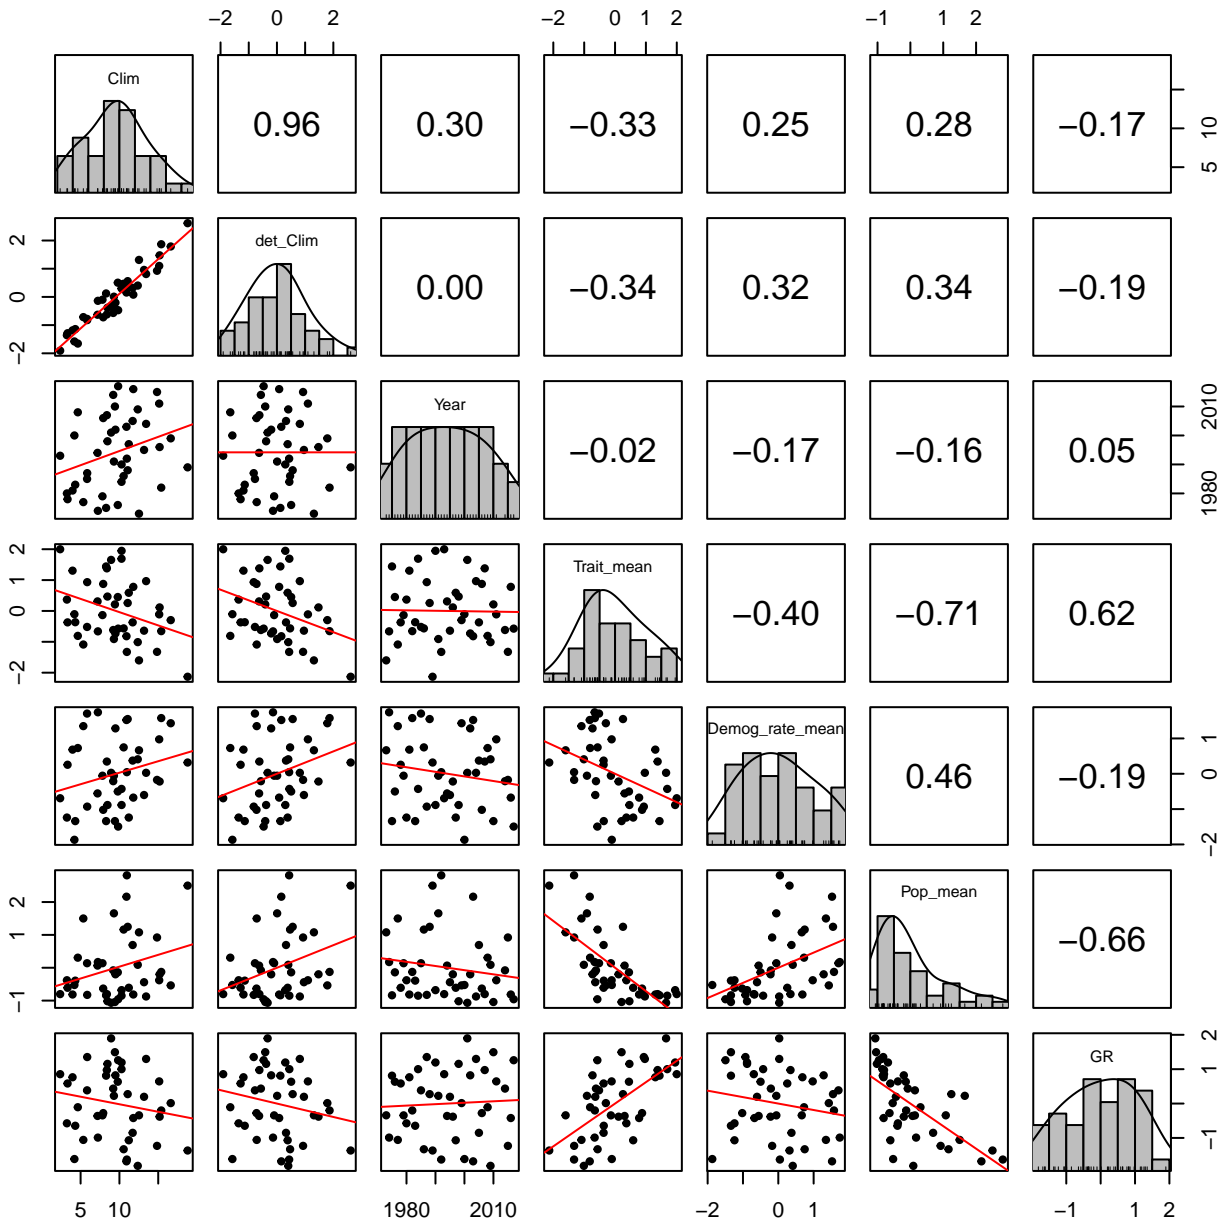 −2 0 2
−2 0 1 2
−1 1 2
Clim
0.96
0.30
−0.33
0.25
0.28
−0.17
5 10
−2 0 2
det_Clim
0.00
−0.34
0.32
0.34
−0.19
Year
−0.02
−0.17
−0.16
0.05
1980 2010
−2 0 1 2
Trait_mean
−0.40
−0.71
0.62
Demog_rate_mean
0.46
−0.19
−2 0 1
−1 1 2
Pop_mean
−0.66
GR
−1 1 2
5 10
1980 2010
−2 0 1
−1 1 2